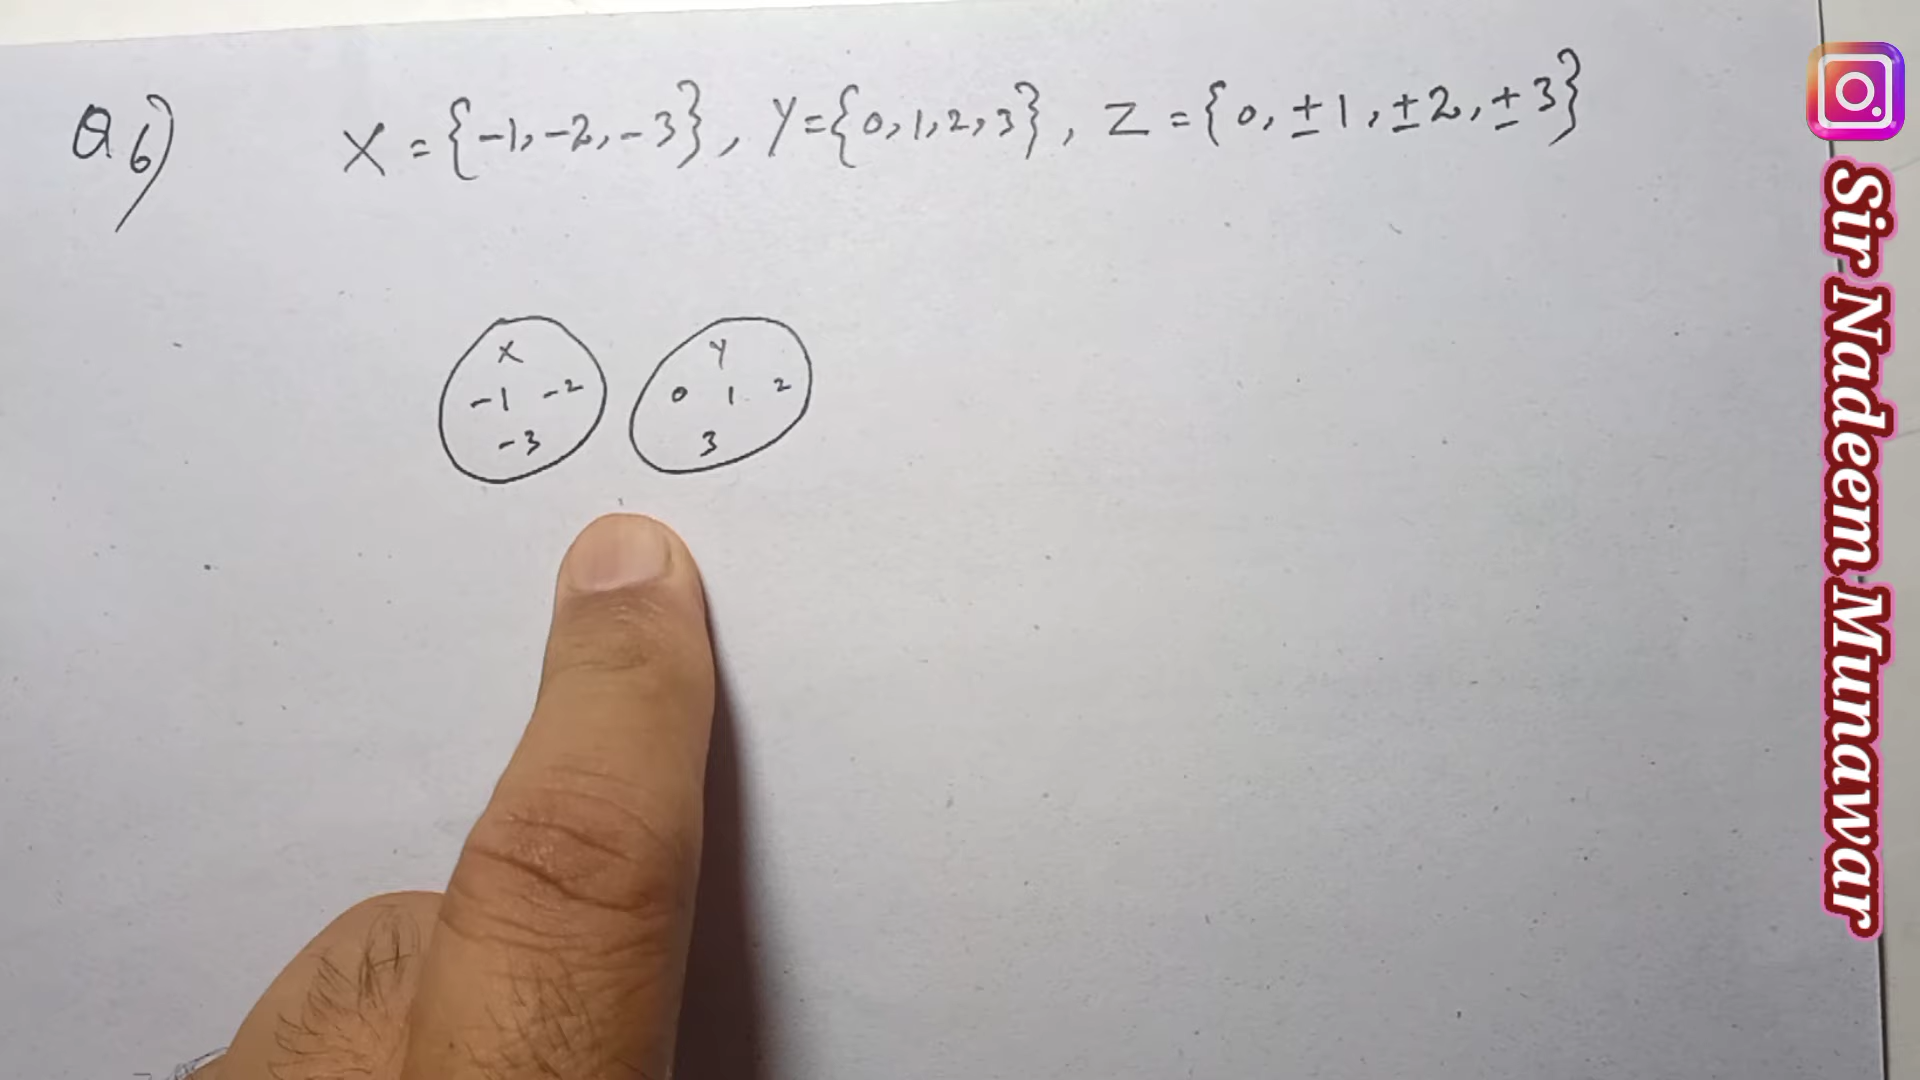 Q 6) X = {-1, -2, -3}, Y={0, 1, 2, 3}, Z = {0, ±1, ±2, ±3}
X
-1 -2
-3
Y
0 1 2
3
Sir Nadeem Munawar